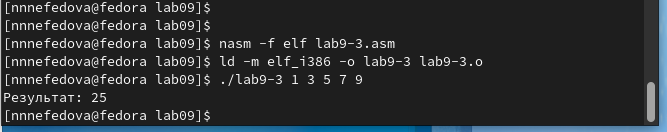 [nnnefedova@fedora lab09]$
[nnnefedova@fedora lab09]$
[nnnefedova@fedora lab09]$ nasm -f elf lab9-3.asm
[nnnefedova@fedora lab09]$ ld -m elf_i386 -o lab9-3 lab9-3.o
[nnnefedova@fedora lab09]$ ./lab9-3 1 3 5 7 9
Результат: 25
[nnnefedova@fedora lab09]$